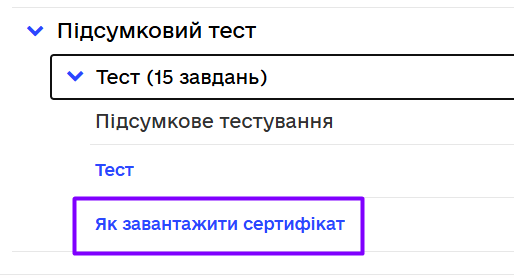 Підсумковий тест
Тест (15 завдань)
Підсумкове тестування
Тест
Як завантажити сертифікат